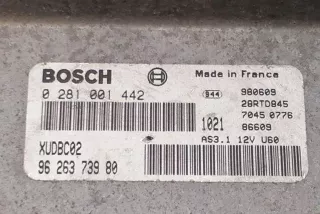 BOSCH
Made in France
0 281 001 442
944 980609
28RTD845
7045 0776
1021 86609
XUDBC02
AS3.1 12V U60
96 263 739 80